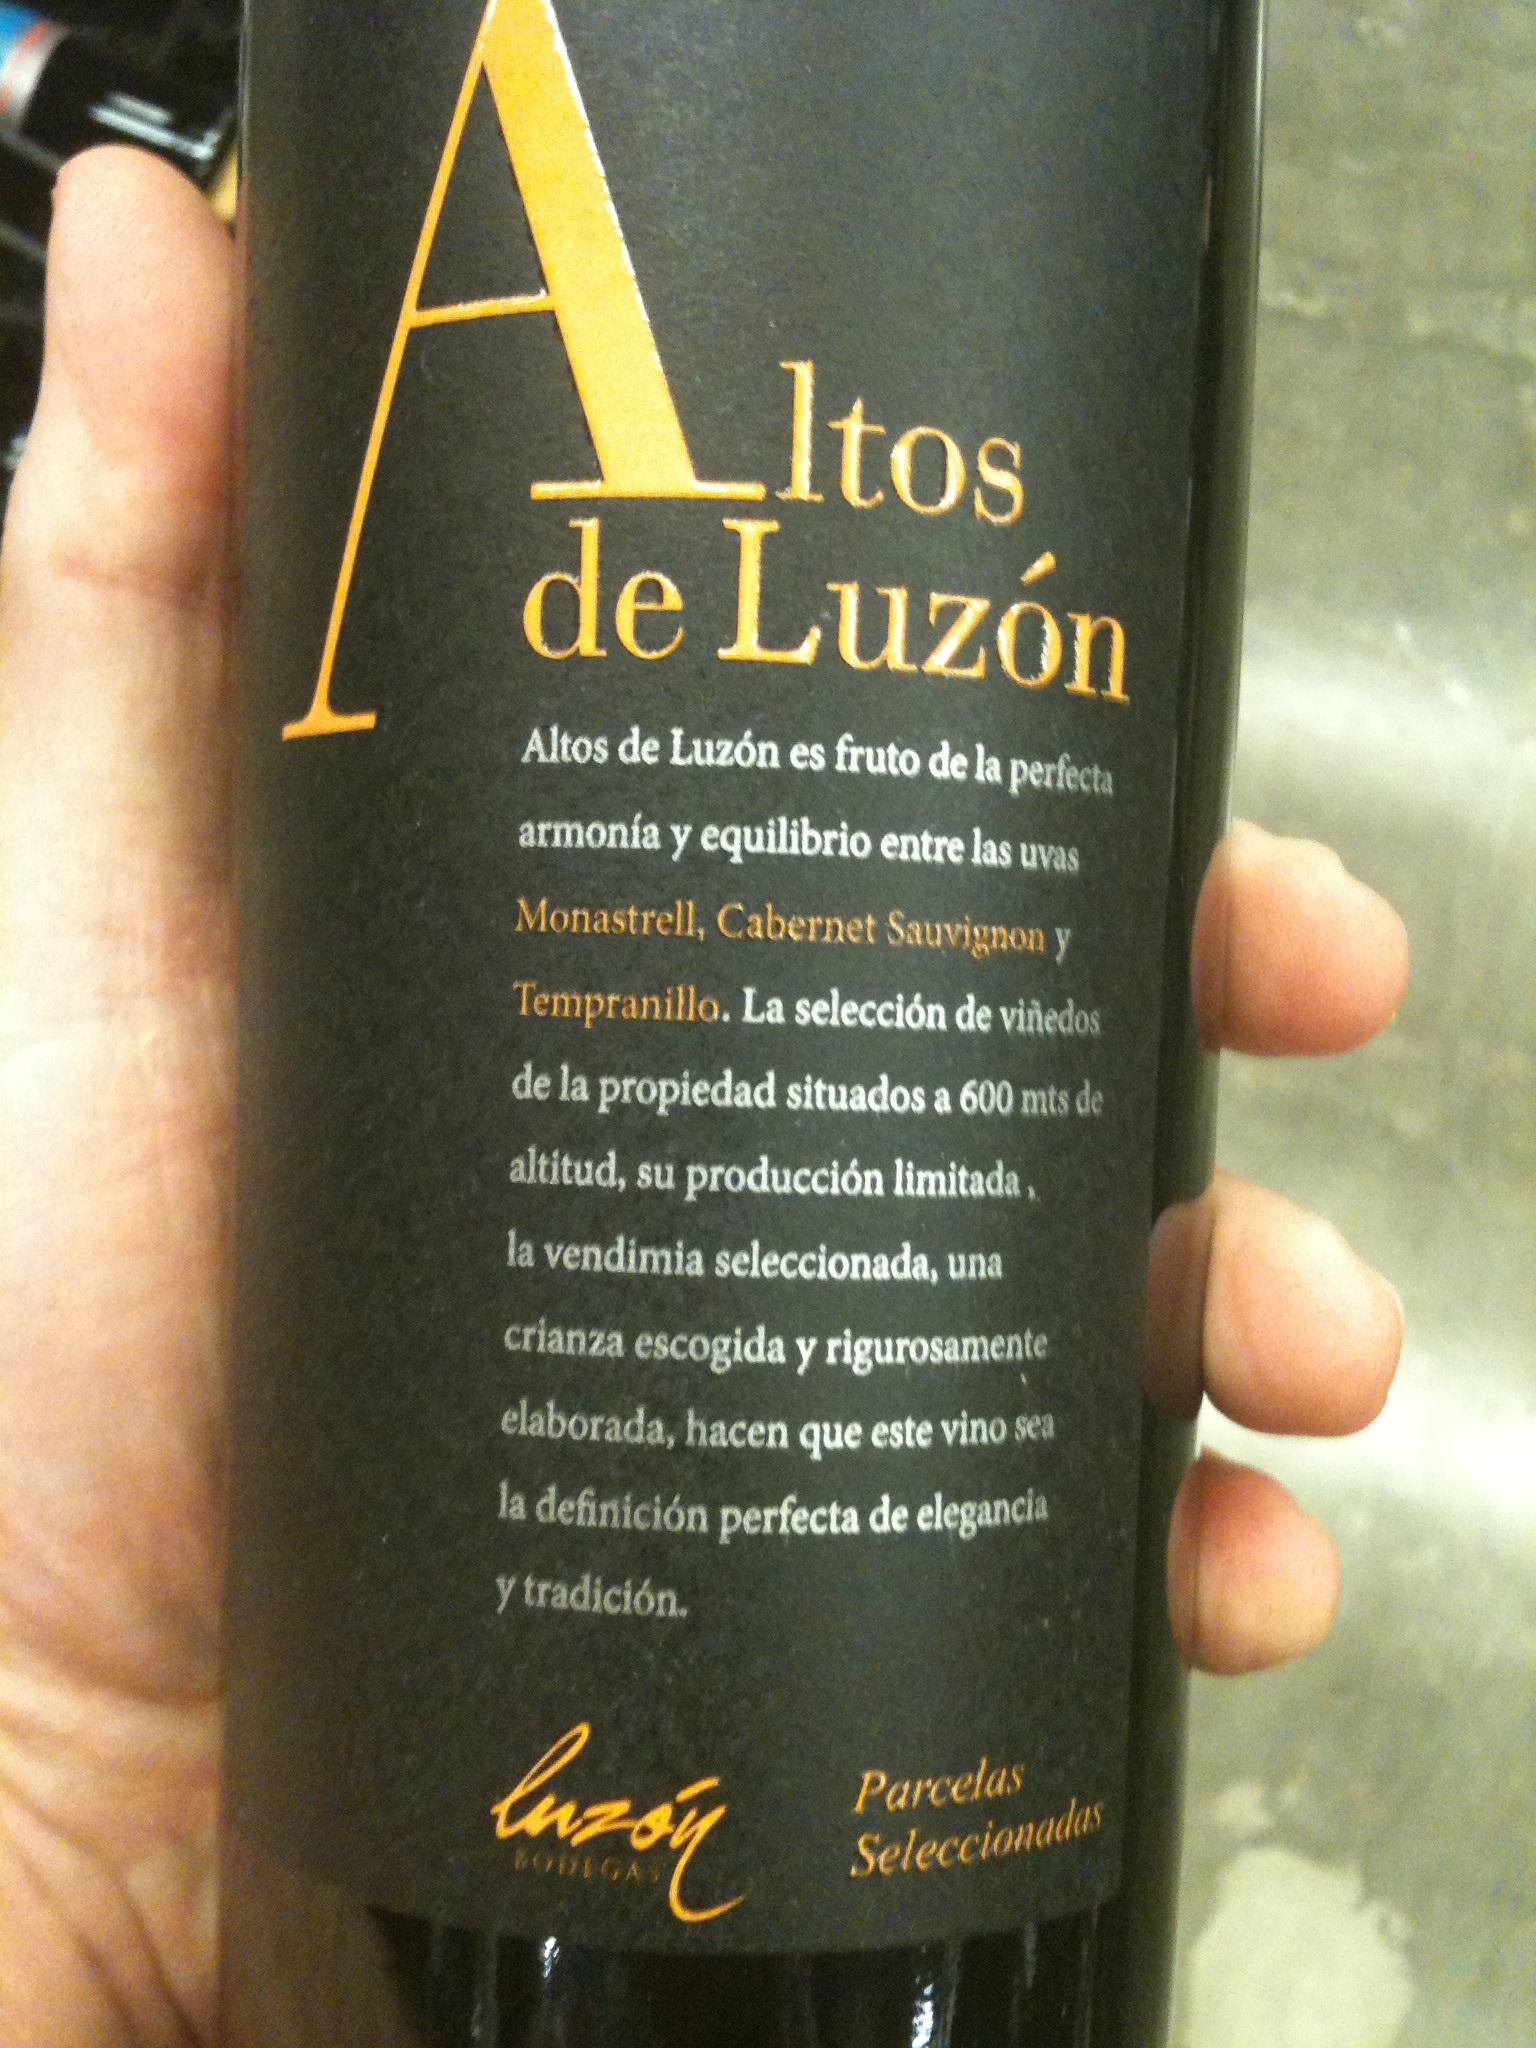 Altos
de Luzón
Altos de Luzón es fruto de la perfecta
armonía y equilibrio entre las uvas
Monastrell, Cabernet Sauvignon y
Tempranillo. La selección de viñedos
de la propiedad situados a 600 mts de
altitud, su producción limitada ,
la vendimia seleccionada, una
crianza escogida y rigurosamente
elaborada, hacen que este vino sea
la definición perfecta de elegancia
y tradición.
luzón
BODEGAS
Parcelas
Seleccionadas